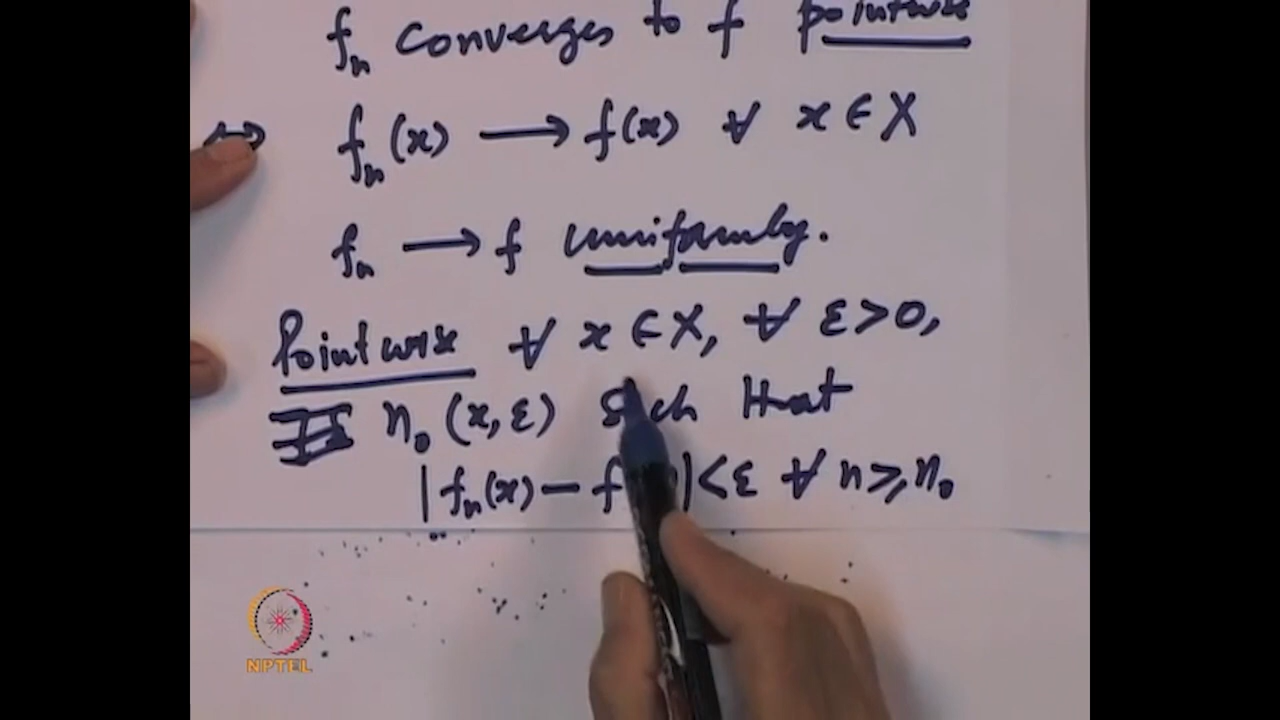 fₙ converges to f pointwise
⇔ fₙ(x) ⟶ f(x) ∀ x ∈ X
fₙ ⟶ f uniformly.
Pointwise ∀ x ∈ X, ∀ ε > 0,
∃ n₀ (x, ε) such that
|fₙ(x) − f | < ε ∀ n ≥ n₀
NPTEL